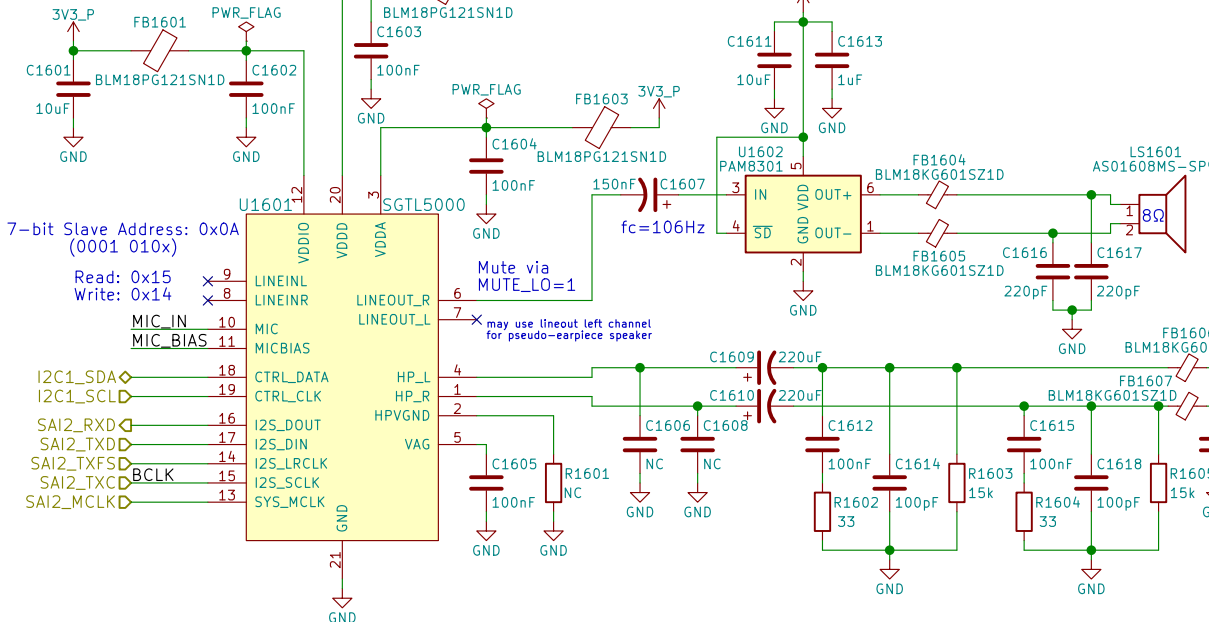 3V3_P
FB1601
BLM18PG121SN1D
PWR_FLAG
C1601
10uF
GND
C1602
100nF
GND
BLM18PG121SN1D
C1603
100nF
GND
PWR_FLAG
FB1603
BLM18PG121SN1D
3V3_P
C1604
100nF
GND
C1611
10uF
GND
C1613
1uF
GND
U1602
PAM8301
5
3 IN
4 SD
VDD
GND
OUT+ 6
OUT- 1
2
GND
150nF
C1607
+
fc=106Hz
FB1604
BLM18KG601SZ1D
FB1605
BLM18KG601SZ1D
LS1601
AS01608MS-SP
1
2
8Ω
C1616
220pF
C1617
220pF
GND
7-bit Slave Address: 0x0A
(0001 010x)
Read: 0x15
Write: 0x14
U1601
SGTL5000
12 VDDIO
20 VDDD
3 VDDA
9 LINEINL
8 LINEINR
MIC_IN 10 MIC
MIC_BIAS 11 MICBIAS
I2C1_SDA 18 CTRL_DATA
I2C1_SCL 19 CTRL_CLK
SAI2_RXD 16 I2S_DOUT
SAI2_TXD 17 I2S_DIN
SAI2_TXFS 14 I2S_LRCLK
SAI2_TXC BCLK 15 I2S_SCLK
SAI2_MCLK 13 SYS_MCLK
LINEOUT_R 6
LINEOUT_L 7
HP_L 4
HP_R 1
HPVGND 2
VAG 5
GND
21
GND
Mute via
MUTE_LO=1
may use lineout left channel
for pseudo-earpiece speaker
C1605
100nF
GND
R1601
NC
GND
C1606
NC
GND
C1608
NC
GND
C1609
220uF
+
C1610
220uF
+
C1612
100nF
R1602
33
C1614
100pF
R1603
15k
GND
FB1607
BLM18KG601SZ1D
BLM18KG60
C1615
100nF
R1604
33
C1618
100pF
15k
GND